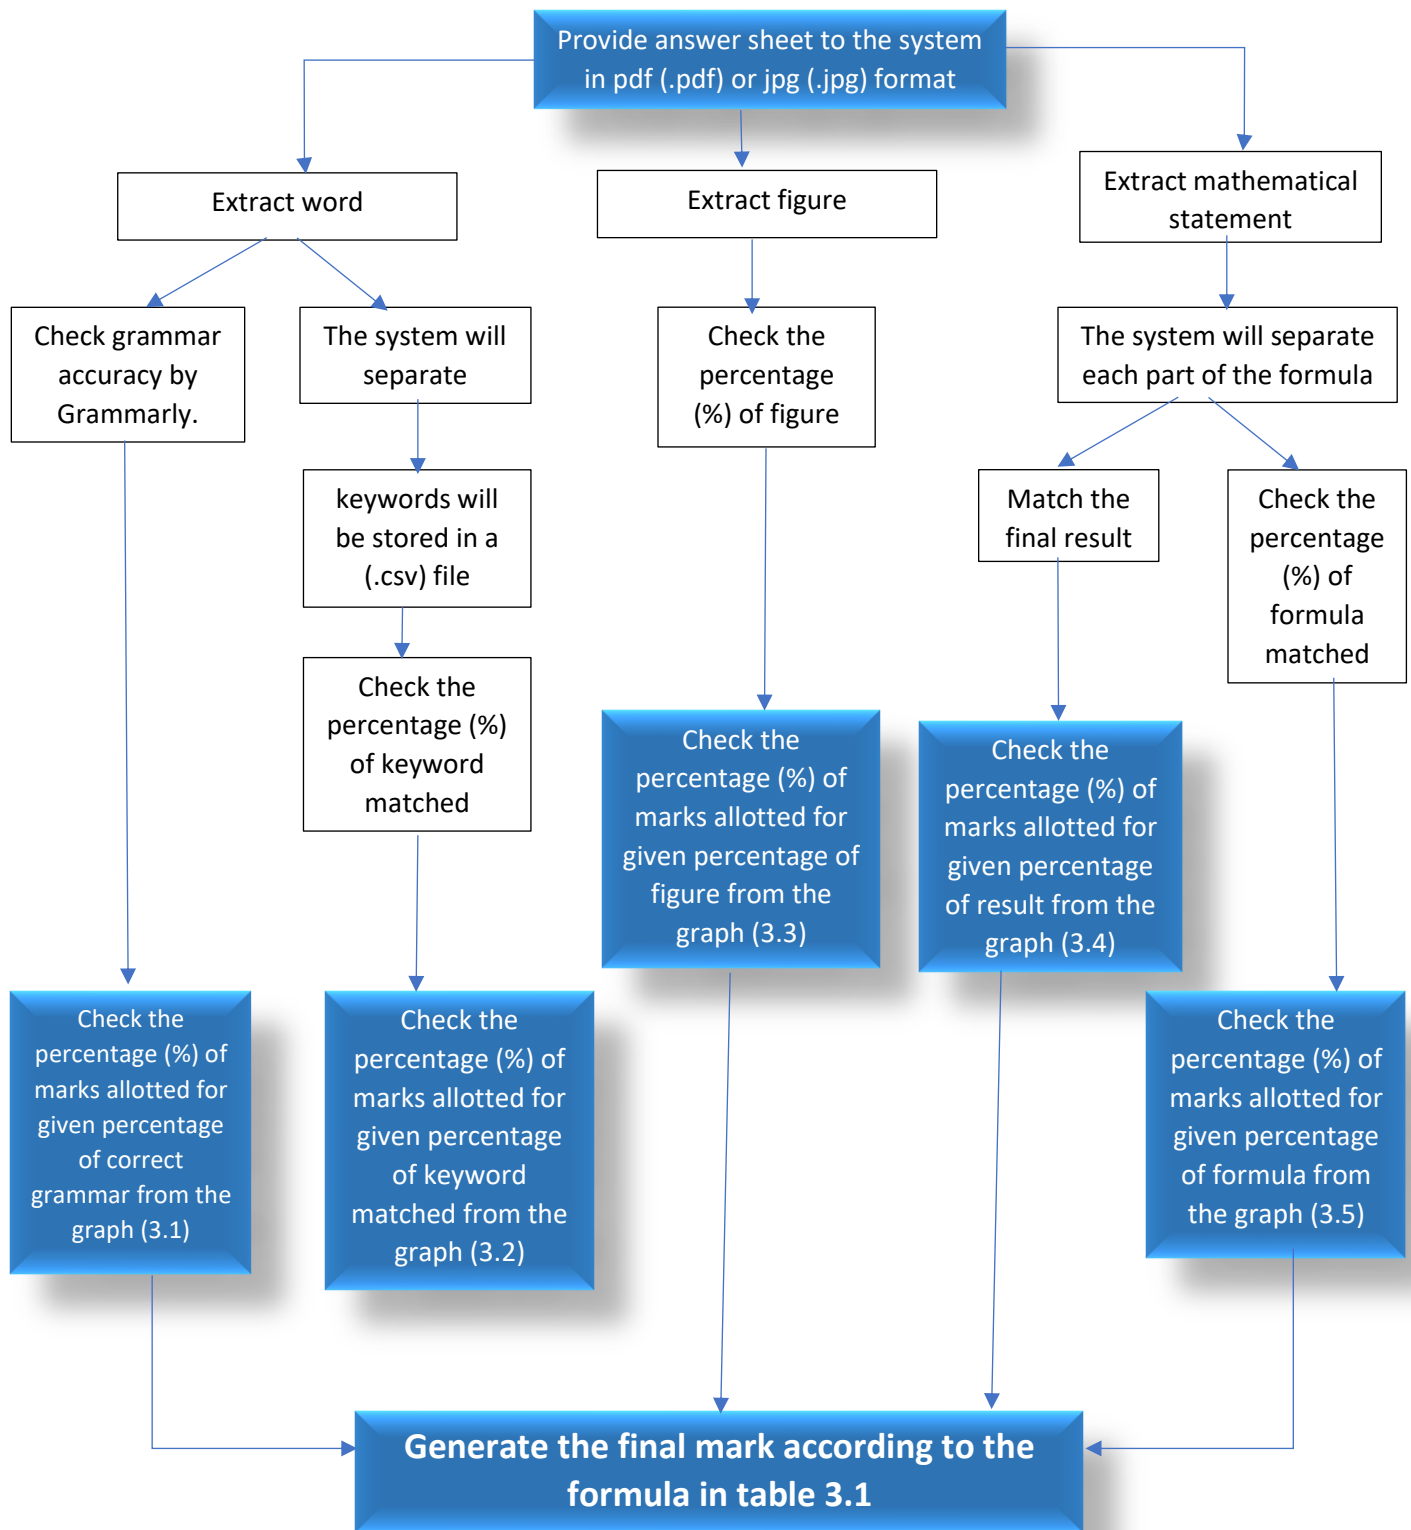 Provide answer sheet to the system
in pdf (.pdf) or jpg (.jpg) format
Extract word
Extract figure
Extract mathematical
statement
Check grammar
accuracy by
Grammarly.
The system will
separate
Check the
percentage
(%) of figure
The system will separate
each part of the formula
keywords will
be stored in a
(.csv) file
Match the
final result
Check the
percentage
(%) of
formula
matched
Check the
percentage (%)
of keyword
matched
Check the
percentage (%) of
marks allotted for
given percentage of
figure from the
graph (3.3)
Check the
percentage (%) of
marks allotted for
given percentage
of result from the
graph (3.4)
Check the
percentage (%) of
marks allotted for
given percentage
of correct
grammar from the
graph (3.1)
Check the
percentage (%) of
marks allotted for
given percentage
of keyword
matched from the
graph (3.2)
Check the
percentage (%) of
marks allotted for
given percentage
of formula from
the graph (3.5)
Generate the final mark according to the
formula in table 3.1